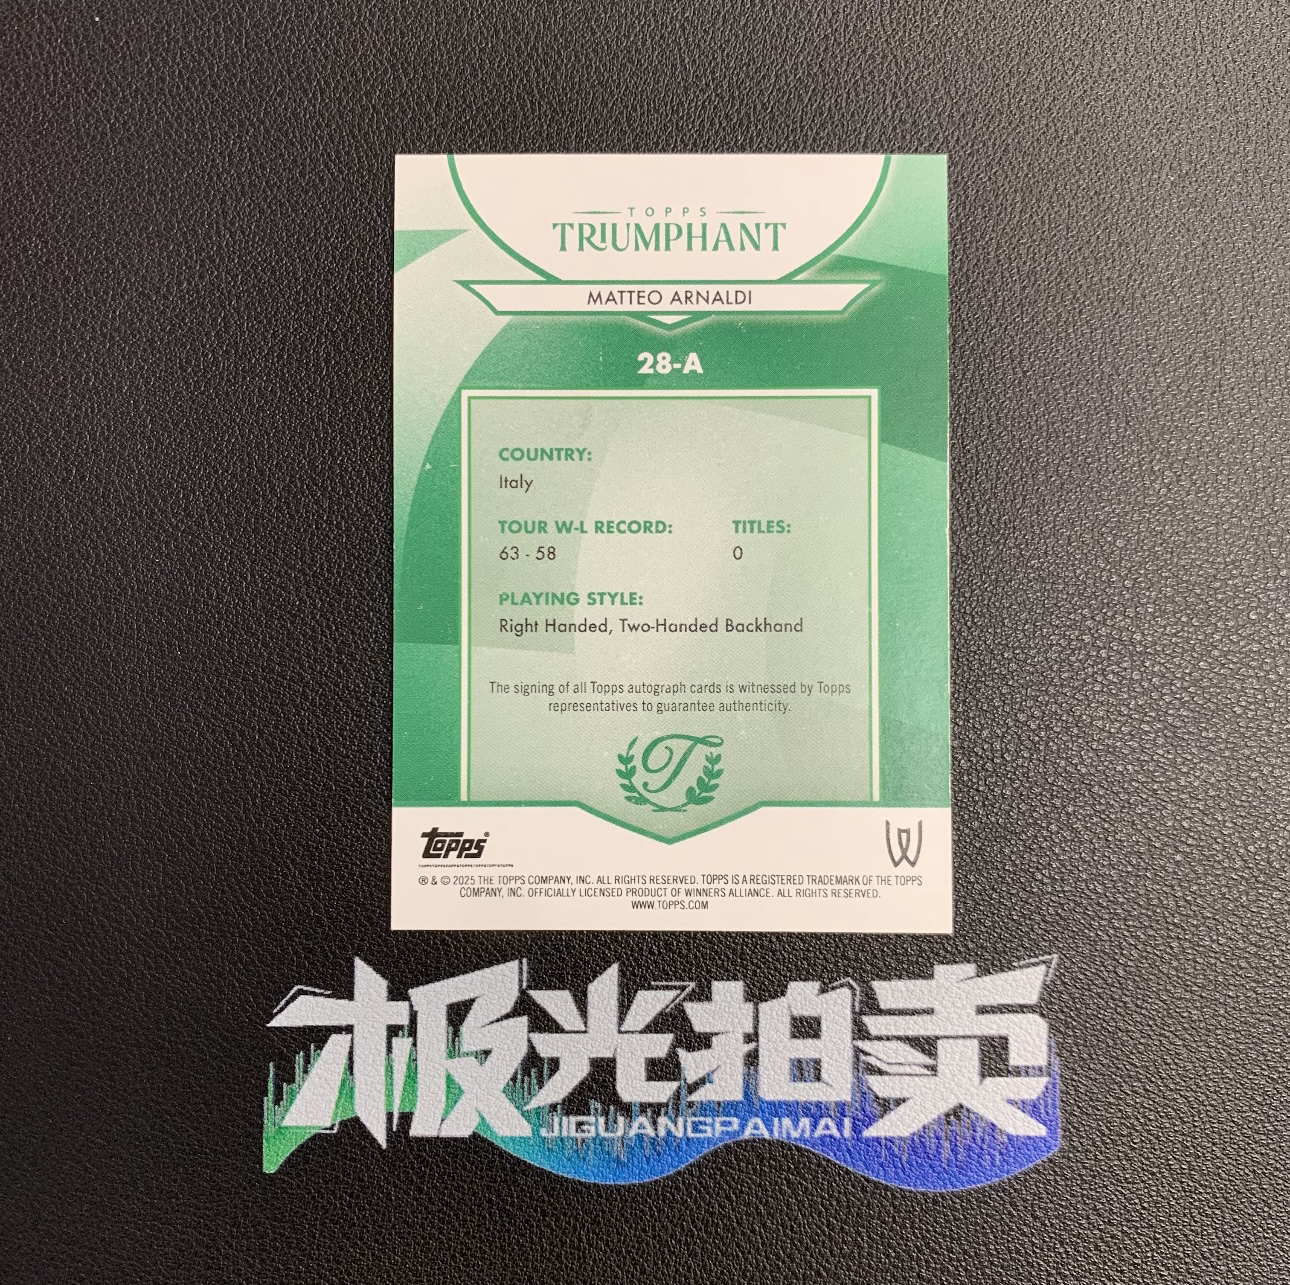 TOPPS
TRIUMPHANT
MATTEO ARNALDI
28-A
COUNTRY:
Italy
TOUR W-L RECORD: TITLES:
63 - 58 0
PLAYING STYLE:
Right Handed, Two-Handed Backhand
The signing of all Topps autograph cards is witnessed by Topps
representatives to guarantee authenticity.
T
Topps®
W
® & © 2025 THE TOPPS COMPANY, INC. ALL RIGHTS RESERVED. TOPPS IS A REGISTERED TRADEMARK OF THE TOPPS
COMPANY, INC. OFFICIALLY LICENSED PRODUCT OF WINNERS ALLIANCE. ALL RIGHTS RESERVED.
WWW.TOPPS.COM
极光拍卖
JIGUANGPAIMAI